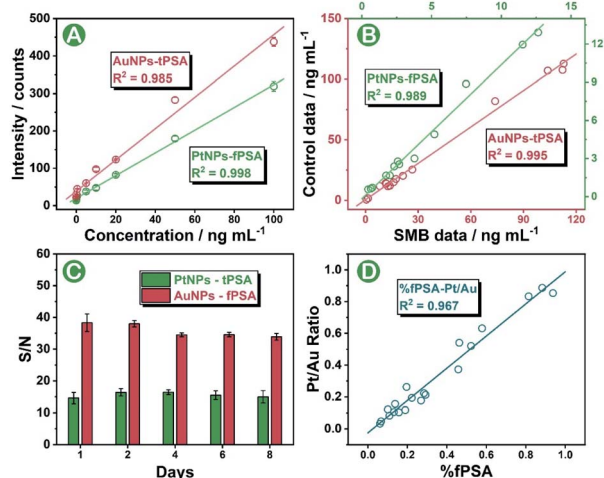 A
AuNPs-tPSA
R² = 0.985
PtNPs-fPSA
R² = 0.998
500
400
300
200
100
0
0
20
40
60
80
100
Intensity / counts
Concentration / ng mL⁻¹
B
0
5
10
15
PtNPs-fPSA
R² = 0.989
AuNPs-tPSA
R² = 0.995
150
100
50
0
12
9
6
3
0
0
30
60
90
120
Control data / ng mL⁻¹
SMB data / ng mL⁻¹
C
PtNPs - tPSA
AuNPs - fPSA
60
50
40
30
20
10
0
1
2
4
6
8
S/N
Days
D
%fPSA-Pt/Au
R² = 0.967
1.0
0.8
0.6
0.4
0.2
0.0
0.0
0.2
0.4
0.6
0.8
1.0
Pt/Au Ratio
%fPSA